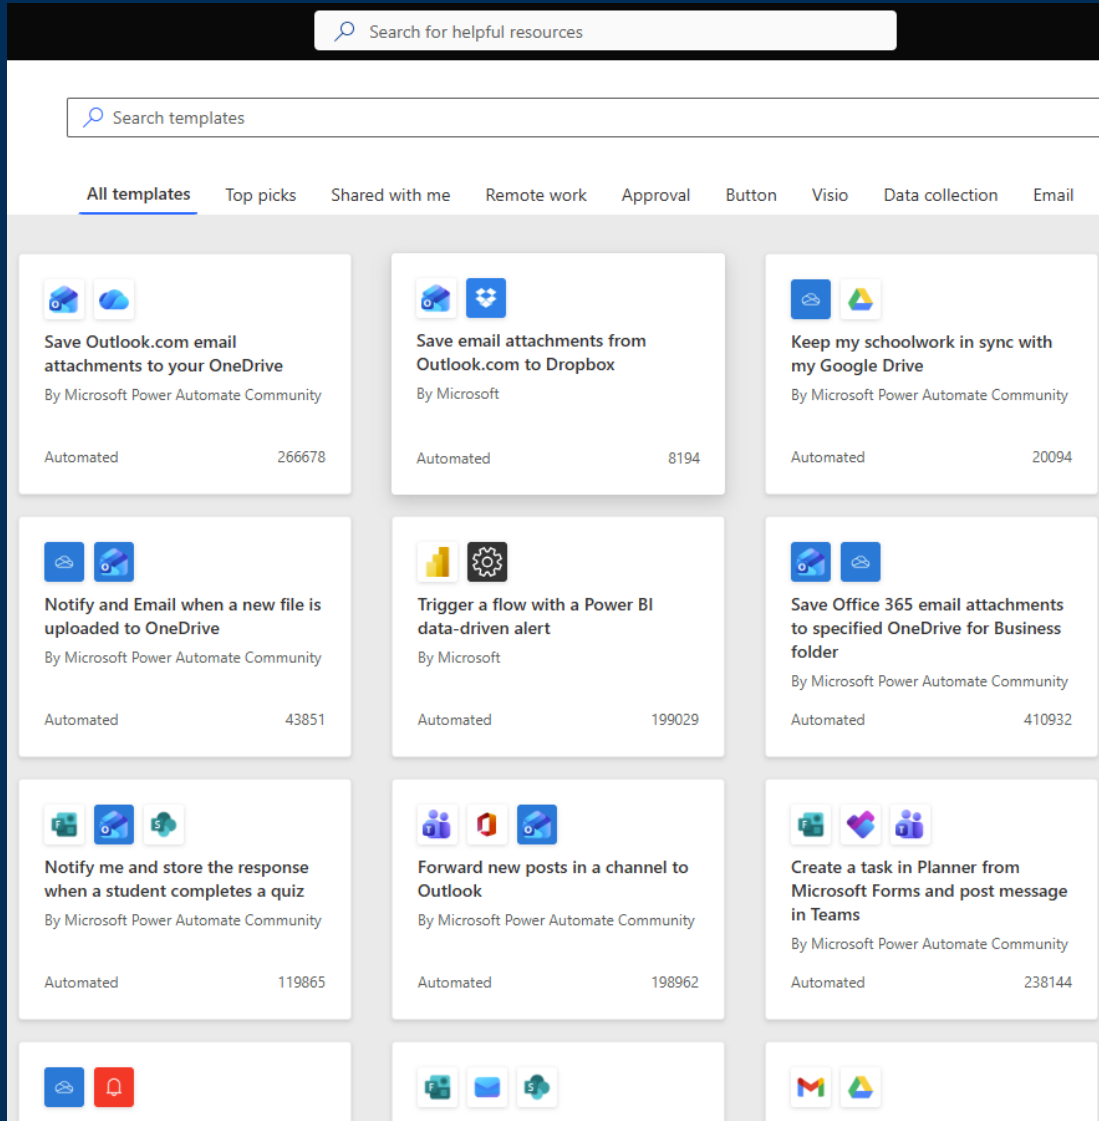 Search for helpful resources
Search templates
All templates Top picks Shared with me Remote work Approval Button Visio Data collection Email
Save Outlook.com email
attachments to your OneDrive
By Microsoft Power Automate Community
Automated 266678
Save email attachments from
Outlook.com to Dropbox
By Microsoft
Automated 8194
Keep my schoolwork in sync with
my Google Drive
By Microsoft Power Automate Community
Automated 20094
Notify and Email when a new file is
uploaded to OneDrive
By Microsoft Power Automate Community
Automated 43851
Trigger a flow with a Power BI
data-driven alert
By Microsoft
Automated 199029
Save Office 365 email attachments
to specified OneDrive for Business
folder
By Microsoft Power Automate Community
Automated 410932
Notify me and store the response
when a student completes a quiz
By Microsoft Power Automate Community
Automated 119865
Forward new posts in a channel to
Outlook
By Microsoft Power Automate Community
Automated 198962
Create a task in Planner from
Microsoft Forms and post message
in Teams
By Microsoft Power Automate Community
Automated 238144